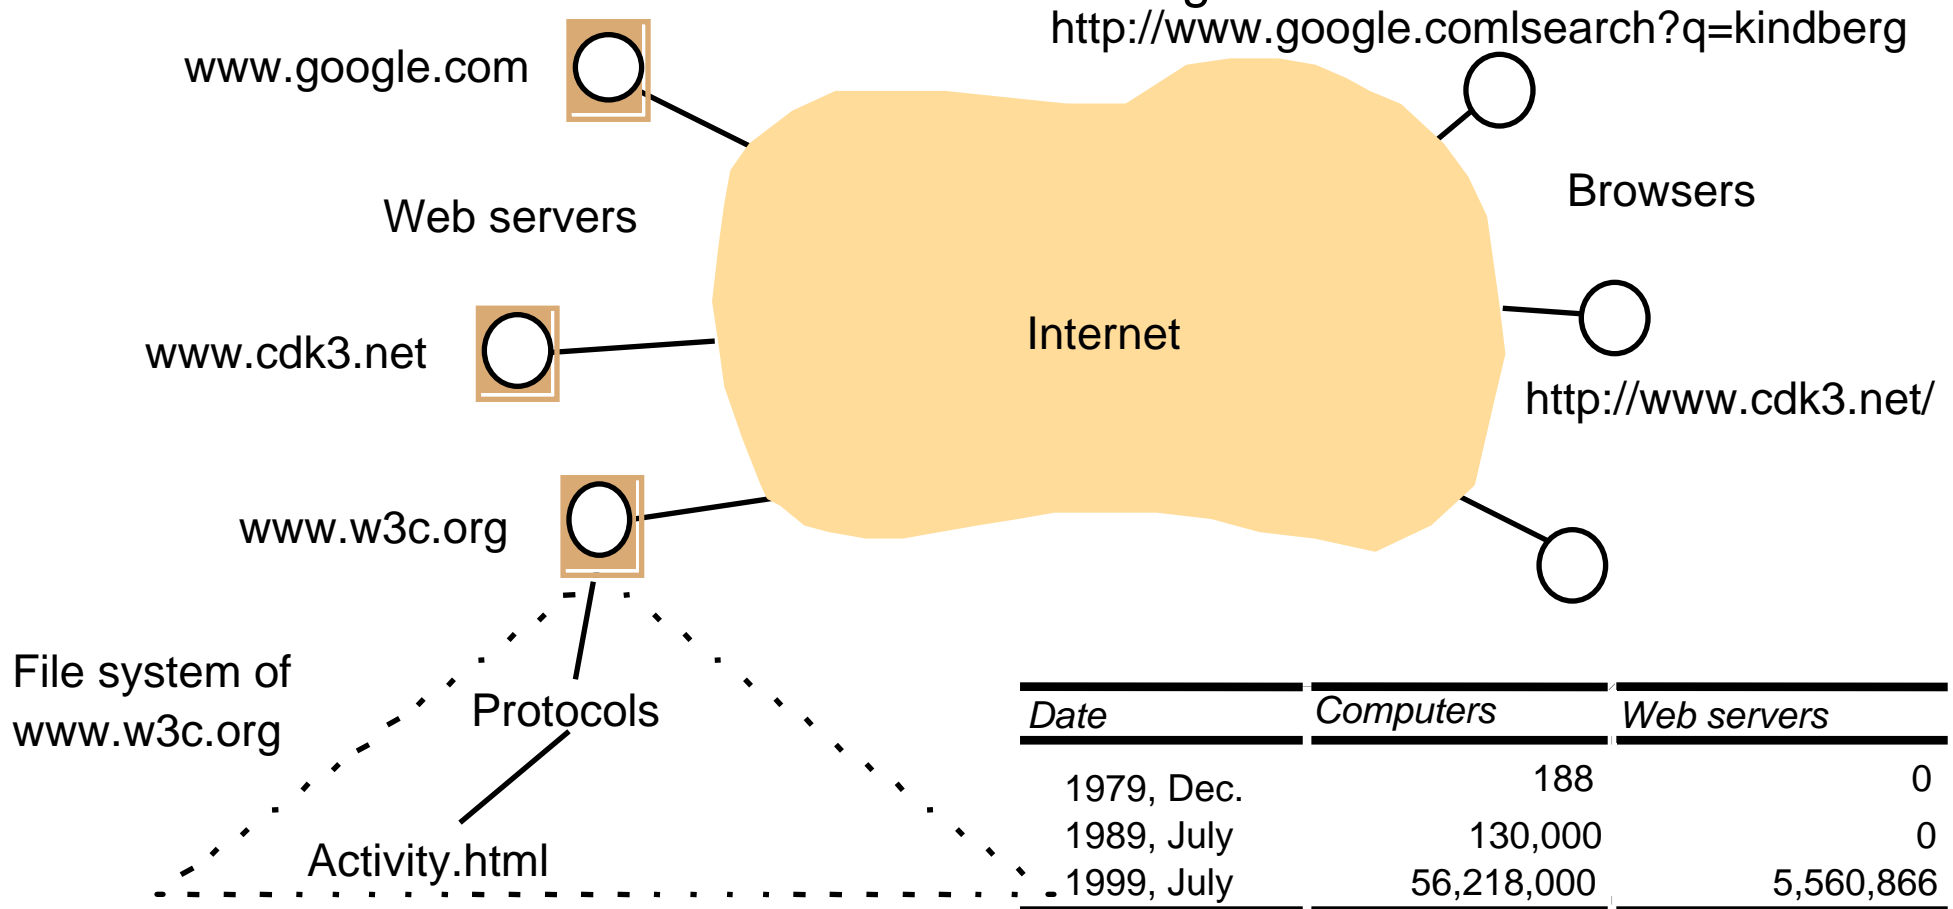 http://www.google.comlsearch?q=kindberg
www.google.com
Browsers
Web servers
Internet
www.cdk3.net
http://www.cdk3.net/
www.w3c.org
File system of
www.w3c.org
Protocols
Activity.html
Date Computers Web servers
1979, Dec. 188 0
1989, July 130,000 0
1999, July 56,218,000 5,560,866